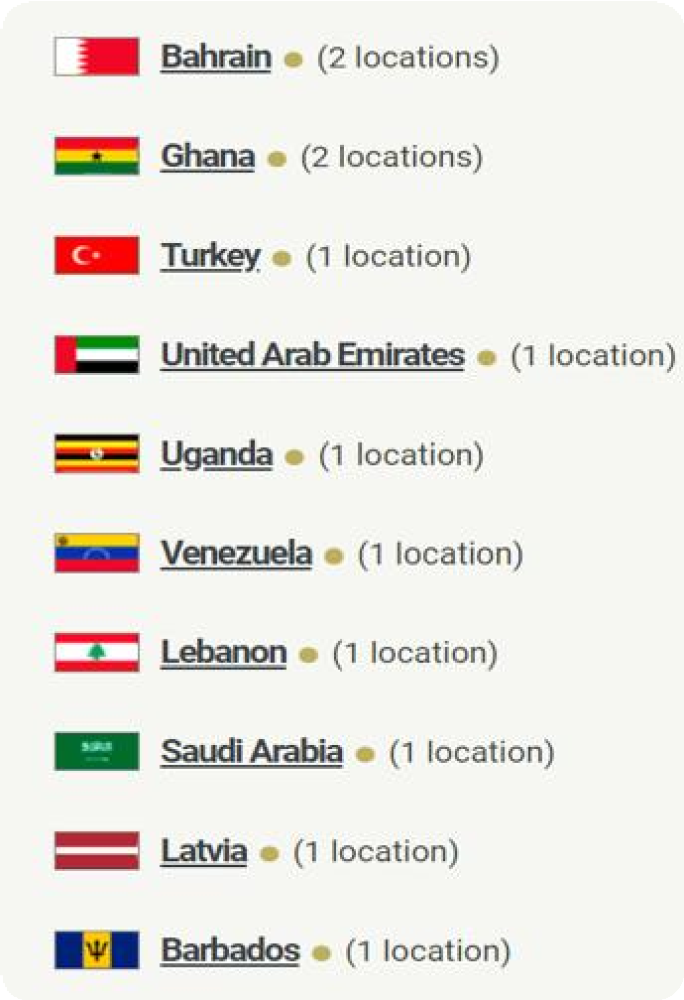 Bahrain (2 locations)
Ghana (2 locations)
Turkey (1 location)
United Arab Emirates (1 location)
Uganda (1 location)
Venezuela (1 location)
Lebanon (1 location)
Saudi Arabia (1 location)
Latvia (1 location)
Barbados (1 location)